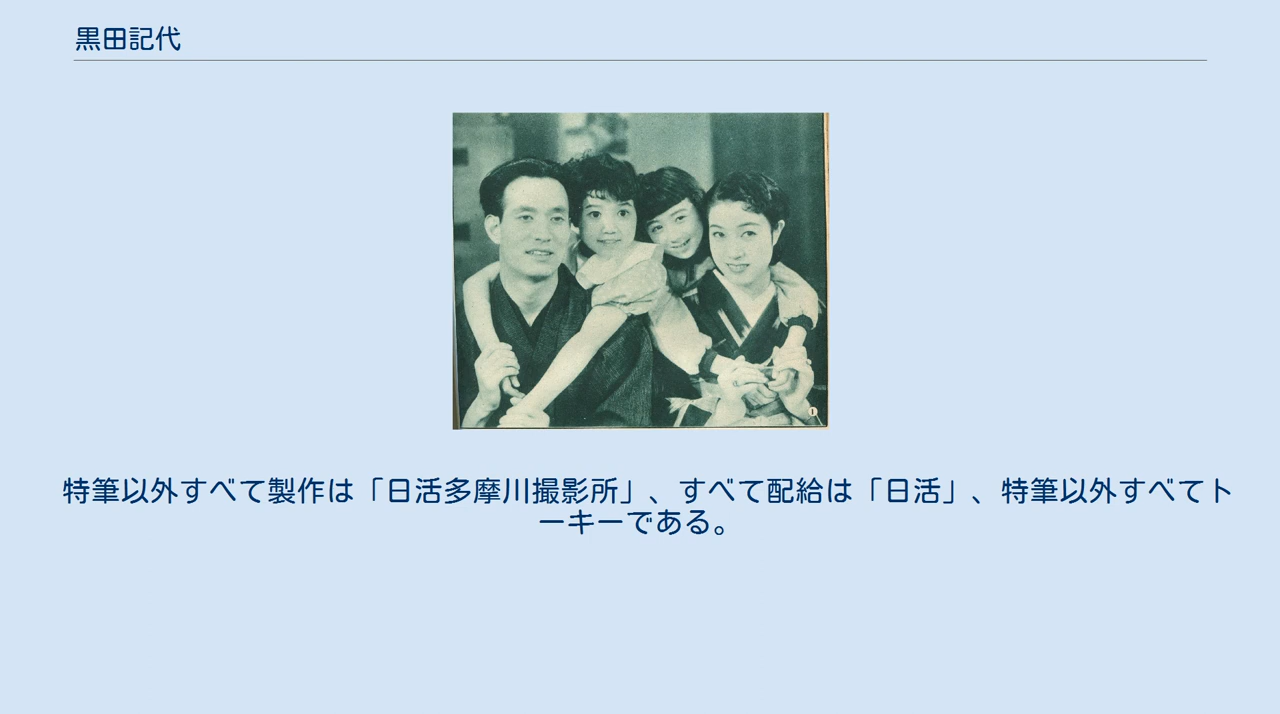 黒田記代
1
特筆以外すべて製作は「日活多摩川撮影所」、すべて配給は「日活」、特筆以外すべてト
ーキーである。